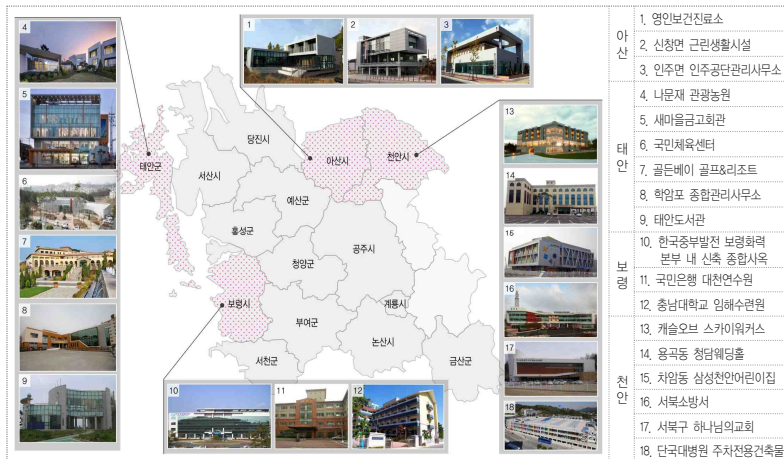 4
5
6
7
8
9
1
2
3
당진시
태안군
서산시
아산시
천안시
예산군
홍성군
공주시
청양군
보령시
계룡시
부여군
논산시
서천군
금산군
10
11
12
13
14
15
16
17
18
아산
1. 영인보건진료소
2. 신창면 근린생활시설
3. 인주면 인주공단관리사무소
태안
4. 나문재 관광농원
5. 새마을금고회관
6. 국민체육센터
7. 골든베이 골프&리조트
8. 학암포 종합관리사무소
9. 태안도서관
보령
10. 한국중부발전 보령화력
본부 내 신축 종합사옥
11. 국민은행 대천연수원
12. 충남대학교 임해수련원
천안
13. 캐슬오브 스카이워커스
14. 용곡동 청담웨딩홀
15. 차암동 삼성천안어린이집
16. 서북소방서
17. 서북구 하나님의교회
18. 단국대병원 주차전용건축물